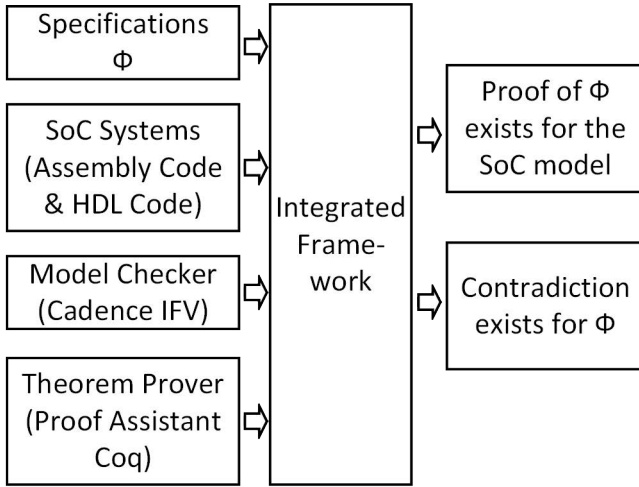 Specifications
Φ
SoC Systems
(Assembly Code
& HDL Code)
Model Checker
(Cadence IFV)
Theorem Prover
(Proof Assistant
Coq)
Integrated
Frame-
work
Proof of Φ
exists for the
SoC model
Contradiction
exists for Φ